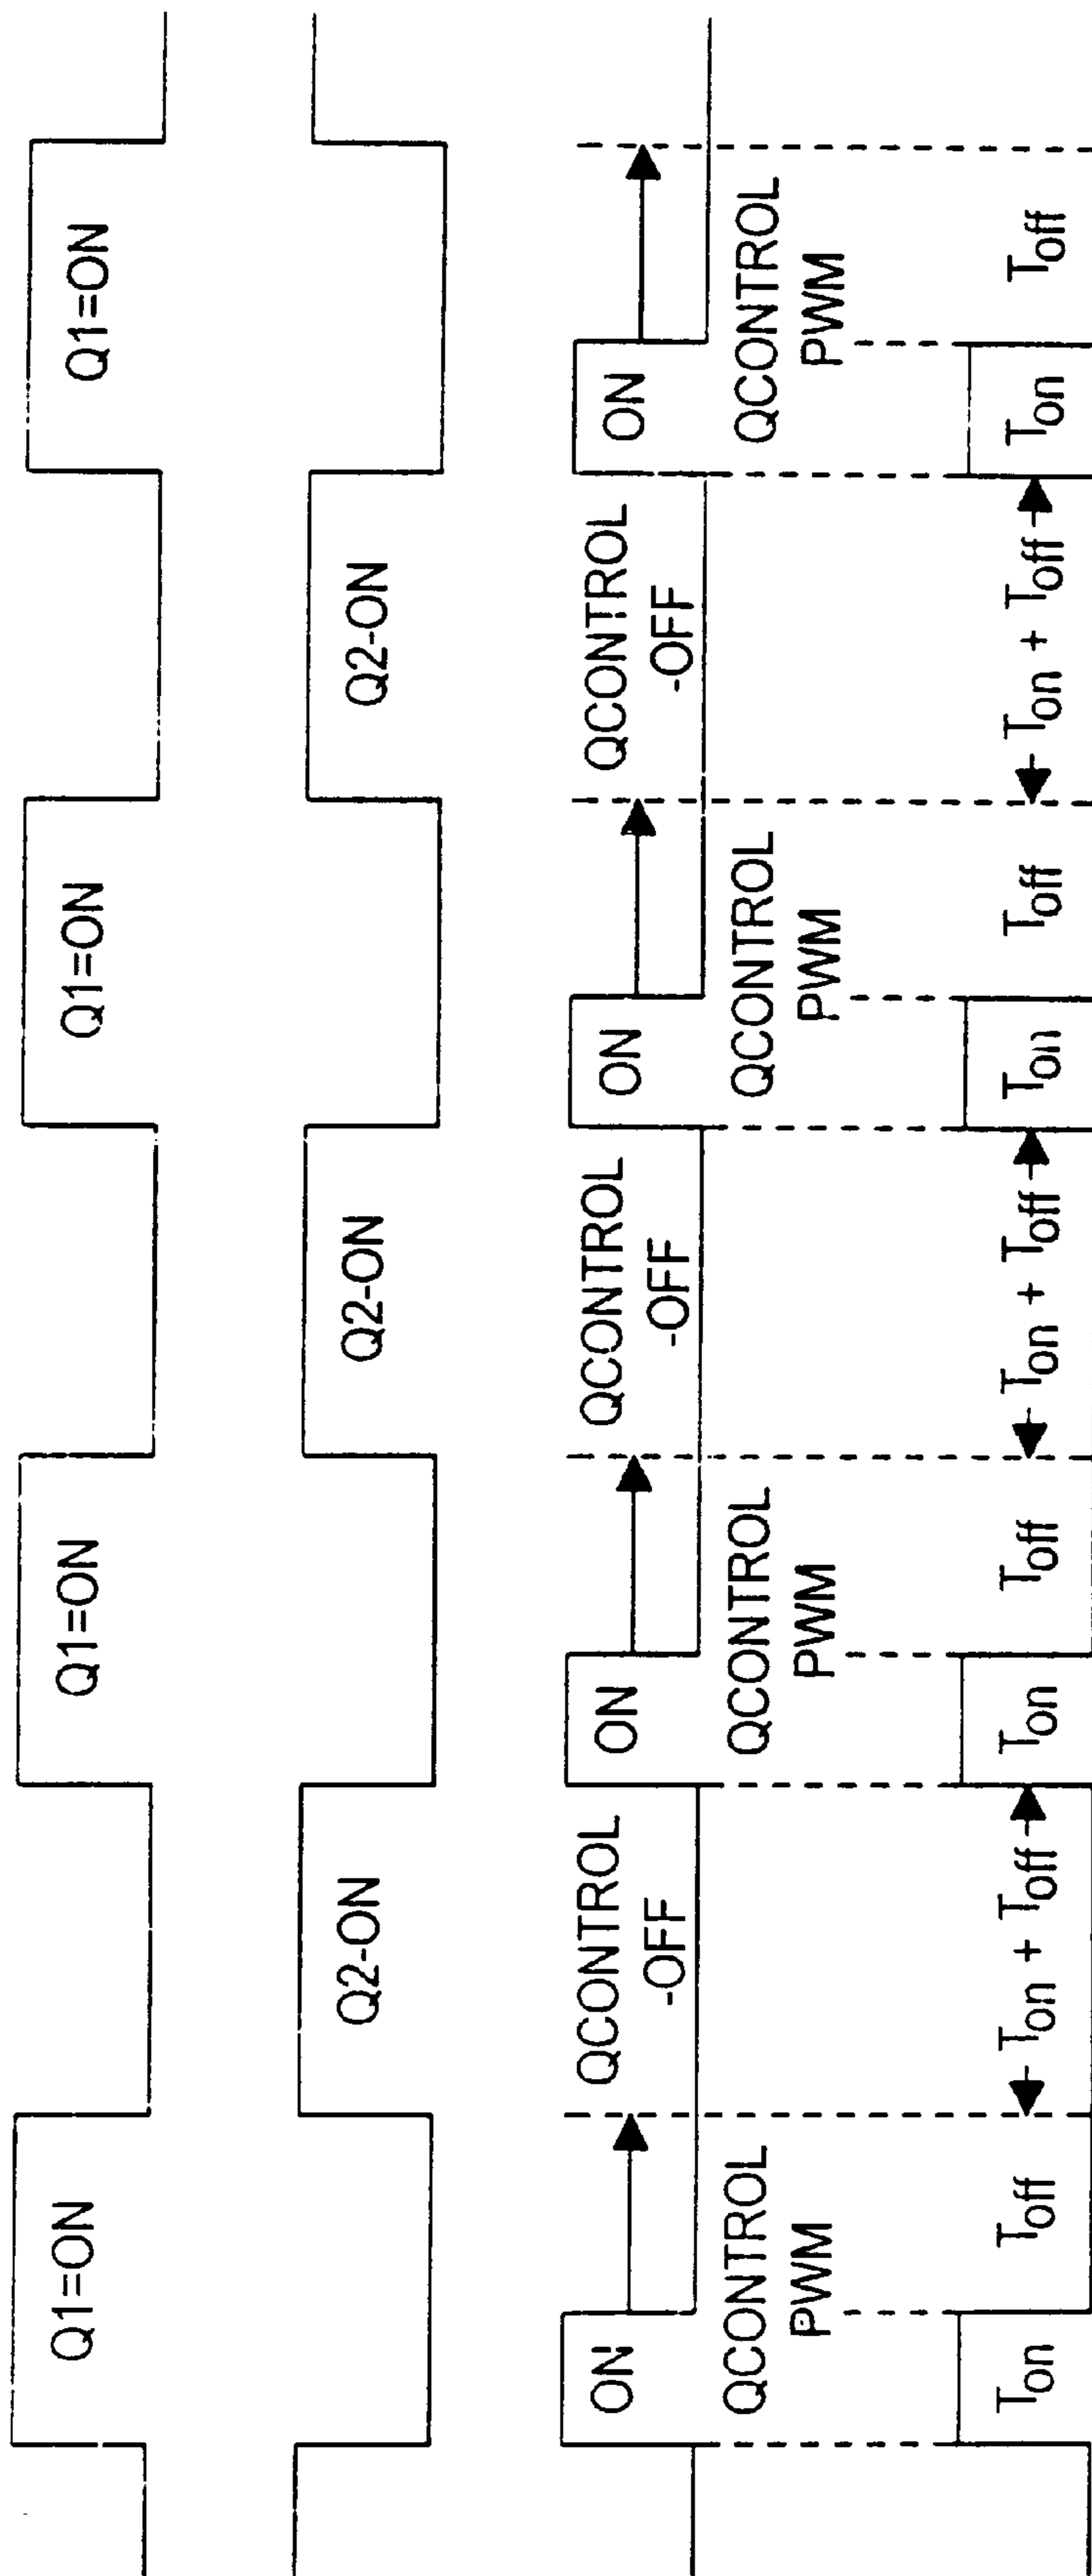 Q1=ON
Q1=ON
Q1=ON
Q1=ON
Q2-ON
Q2-ON
Q2-ON
ON
QCONTROL
-OFF
ON
QCONTROL
-OFF
ON
QCONTROL
-OFF
ON
QCONTROL
PWM
QCONTROL
PWM
QCONTROL
PWM
QCONTROL
PWM
Ton
Toff
Ton + Toff
Ton
Toff
Ton + Toff
Ton
Toff
Ton + Toff
Ton
Toff